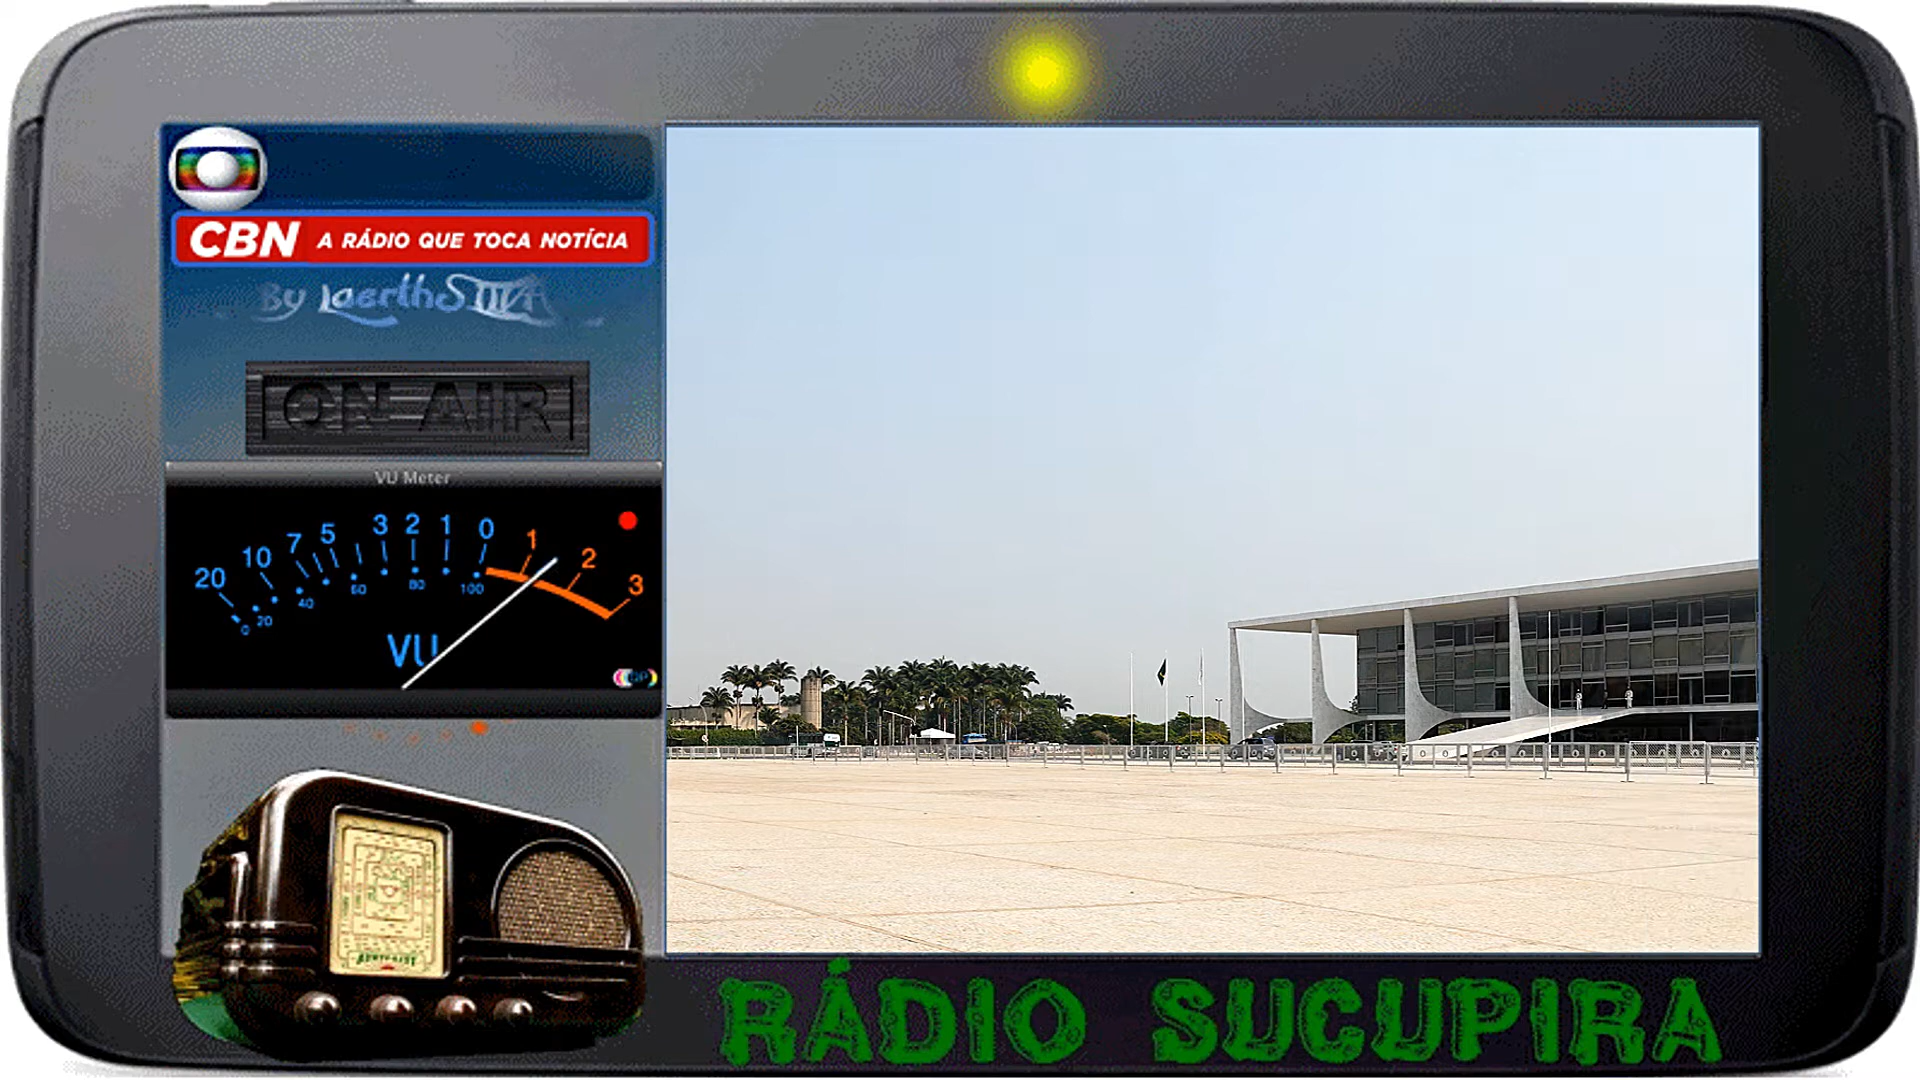 CBN A RÁDIO QUE TOCA NOTÍCIA
By LaerthSILVA
ON AIR
VU Meter
20 10 7 5 3 2 1 0 1 2 3
0 20 40 60 80 100
VU
RÁDIO SUCUPIRA